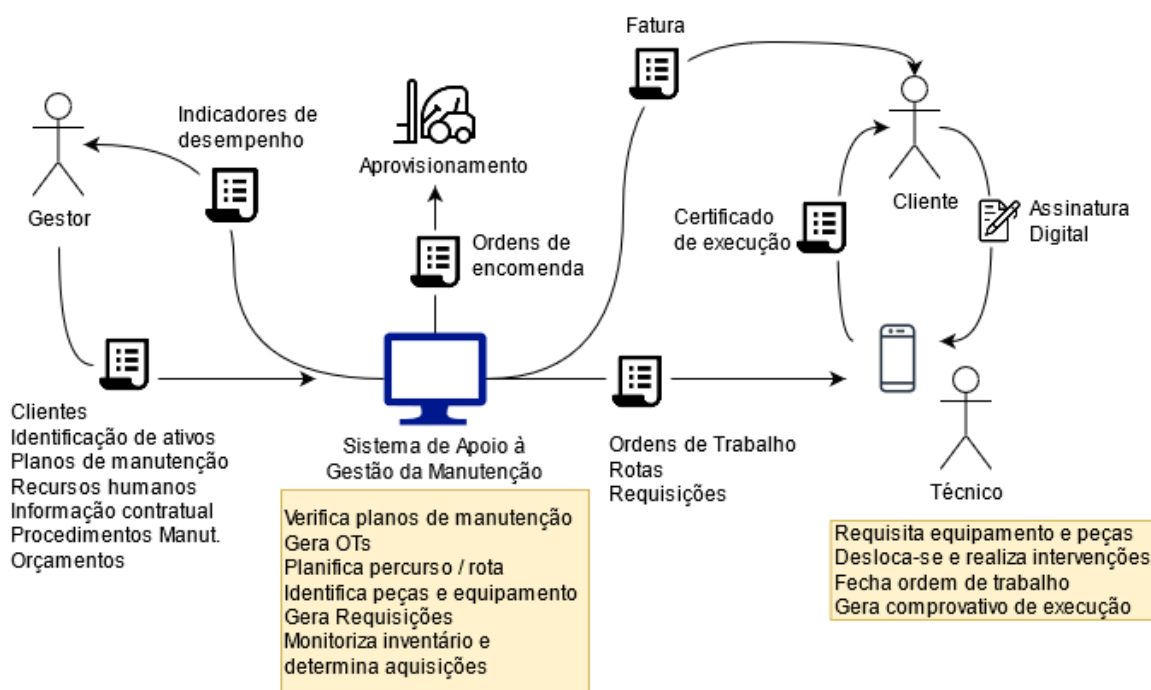 Fatura
Indicadores de
desempenho
Aprovisionamento
Gestor
Cliente
Certificado
de execução
Assinatura
Digital
Ordens de
encomenda
Clientes
Identificação de ativos
Planos de manutenção
Recursos humanos
Informação contratual
Procedimentos Manut.
Orçamentos
Sistema de Apoio à
Gestão da Manutenção
Verifica planos de manutenção
Gera OTs
Planifica percurso / rota
Identifica peças e equipamento
Gera Requisições
Monitoriza inventário e
determina aquisições
Ordens de Trabalho
Rotas
Requisições
Técnico
Requisita equipamento e peças
Desloca-se e realiza intervenções
Fecha ordem de trabalho
Gera comprovativo de execução